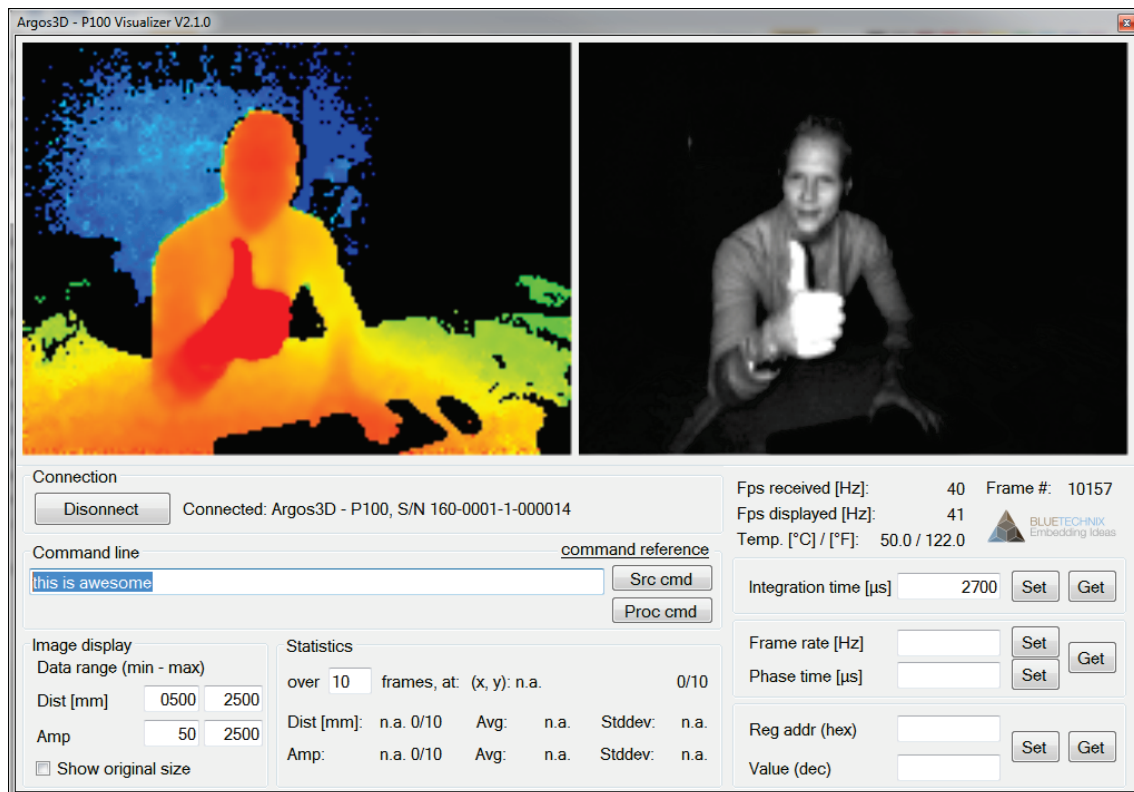 Argos3D - P100 Visualizer V2.1.0
Connection
Disonnect Connected: Argos3D - P100, S/N 160-0001-1-000014
Command line command reference
this is awesome Src cmd
Proc cmd
Image display
Data range (min - max)
Dist [mm] 0500 2500
Amp 50 2500
Show original size
Statistics
over 10 frames, at: (x, y): n.a. 0/10
Dist [mm]: n.a. 0/10 Avg: n.a. Stddev: n.a.
Amp: n.a. 0/10 Avg: n.a. Stddev: n.a.
Fps received [Hz]: 40 Frame #: 10157
Fps displayed [Hz]: 41
Temp. [°C] / [°F]: 50.0 / 122.0
BLUETECHNIX
Embedding Ideas
Integration time [µs] 2700 Set Get
Frame rate [Hz] Set
Get
Phase time [µs] Set
Reg addr (hex)
Set Get
Value (dec)